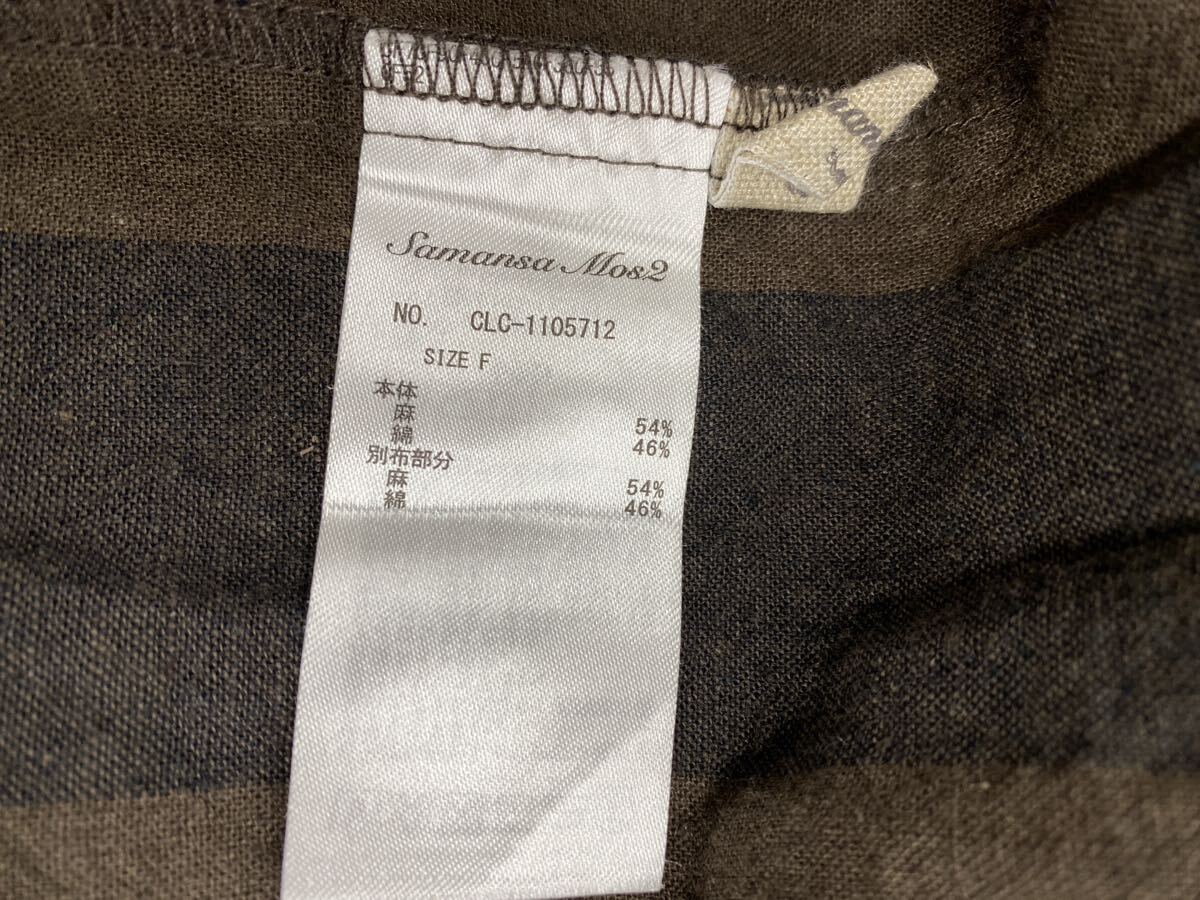 Samansa Mos2
NO. CLC-1105712
SIZE F
本体
麻 54%
綿 46%
別布部分
麻 54%
綿 46%